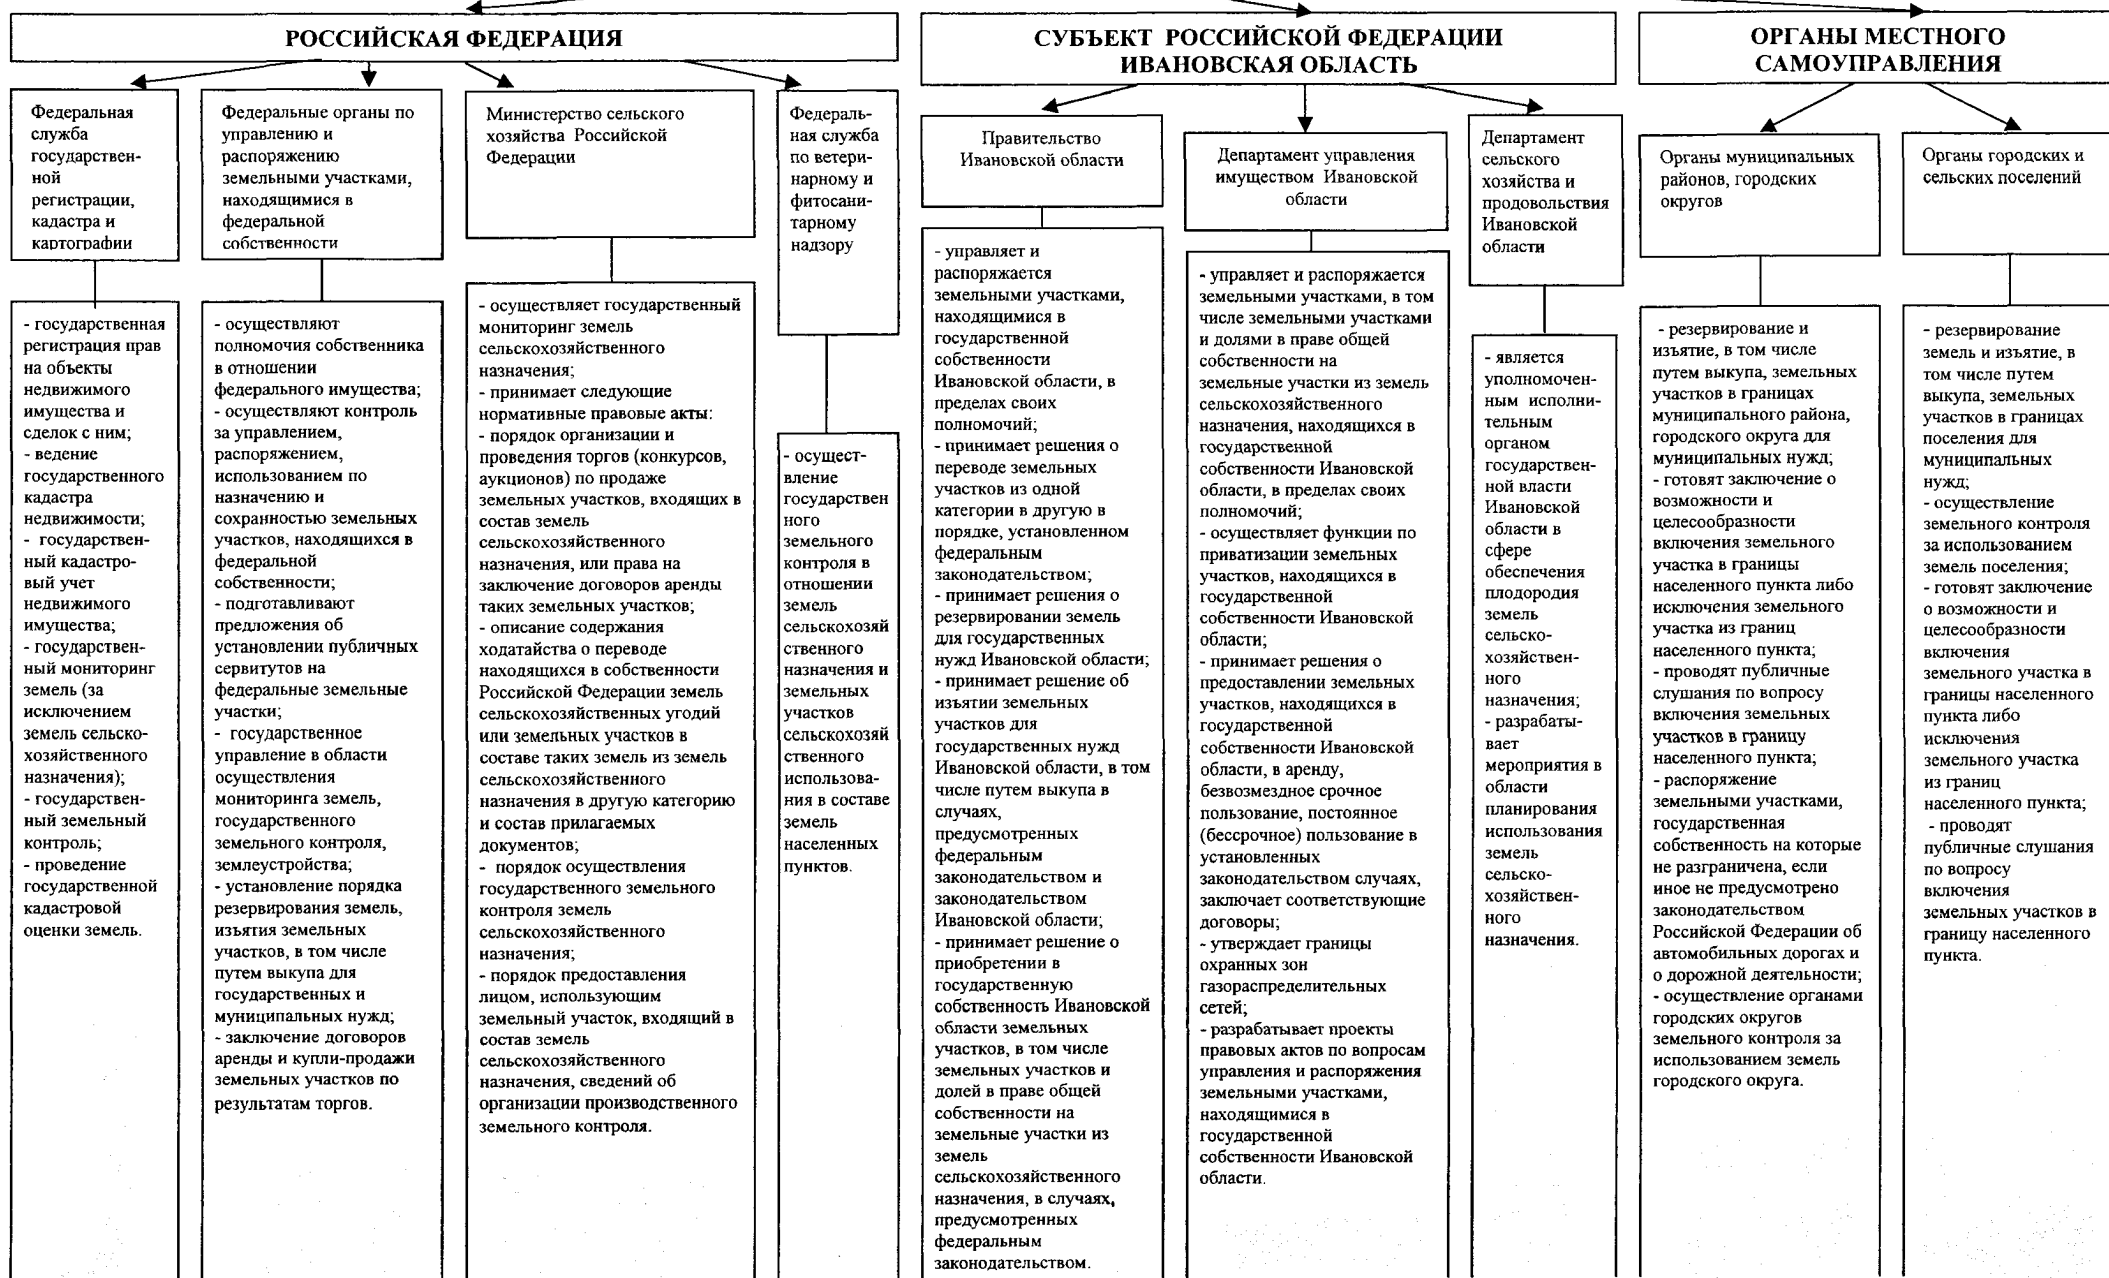 РОССИЙСКАЯ ФЕДЕРАЦИЯ
Федеральная
служба
государствен-
ной
регистрации,
кадастра и
картографии
- государственная
регистрация прав
на объекты
недвижимого
имущества и
сделок с ним;
- ведение
государственного
кадастра
недвижимости;
- государствен-
ный кадастро-
вый учет
недвижимого
имущества;
- государствен-
ный мониторинг
земель (за
исключением
земель сельско-
хозяйственного
назначения);
- государствен-
ный земельный
контроль;
- проведение
государственной
кадастровой
оценки земель.
Федеральные органы по
управлению и
распоряжению
земельными участками,
находящимися в
федеральной
собственности
- осуществляют
полномочия собственника
в отношении
федерального имущества;
- осуществляют контроль
за управлением,
распоряжением,
использованием по
назначению и
сохранностью земельных
участков, находящихся в
федеральной
собственности;
- подготавливают
предложения об
установлении публичных
сервитутов на
федеральные земельные
участки;
- государственное
управление в области
осуществления
мониторинга земель,
государственного
земельного контроля,
землеустройства;
- установление порядка
резервирования земель,
изъятия земельных
участков, в том числе
путем выкупа для
государственных и
муниципальных нужд;
- заключение договоров
аренды и купли-продажи
земельных участков по
результатам торгов.
Министерство сельского
хозяйства Российской
Федерации
- осуществляет государственный
мониторинг земель
сельскохозяйственного
назначения;
- принимает следующие
нормативные правовые акты:
- порядок организации и
проведения торгов (конкурсов,
аукционов) по продаже
земельных участков, входящих в
состав земель
сельскохозяйственного
назначения, или права на
заключение договоров аренды
таких земельных участков;
- описание содержания
ходатайства о переводе
находящихся в собственности
Российской Федерации земель
сельскохозяйственных угодий
или земельных участков в
составе таких земель из земель
сельскохозяйственного
назначения в другую категорию
и состав прилагаемых
документов;
- порядок осуществления
государственного земельного
контроля земель
сельскохозяйственного
назначения;
- порядок предоставления
лицом, использующим
земельный участок, входящий в
состав земель
сельскохозяйственного
назначения, сведений об
организации производственного
земельного контроля.
Федераль-
ная служба
по ветери-
нарному и
фитосани-
тарному
надзору
- осущест-
вление
государствен
ного
земельного
контроля в
отношении
земель
сельскохозяй
ственного
назначения и
земельных
участков
сельскохозяй
ственного
использова-
ния в составе
земель
населенных
пунктов.
СУБЪЕКТ РОССИЙСКОЙ ФЕДЕРАЦИИ
ИВАНОВСКАЯ ОБЛАСТЬ
Правительство
Ивановской области
- управляет и
распоряжается
земельными участками,
находящимися в
государственной
собственности
Ивановской области, в
пределах своих
полномочий;
- принимает решения о
переводе земельных
участков из одной
категории в другую в
порядке, установленном
федеральным
законодательством;
- принимает решения о
резервировании земель
для государственных
нужд Ивановской области;
- принимает решение об
изъятии земельных
участков для
государственных нужд
Ивановской области, в том
числе путем выкупа в
случаях,
предусмотренных
федеральным
законодательством и
законодательством
Ивановской области;
- принимает решение о
приобретении в
государственную
собственность Ивановской
области земельных
участков, в том числе
земельных участков и
долей в праве общей
собственности на
земельные участки из
земель
сельскохозяйственного
назначения, в случаях,
предусмотренных
федеральным
законодательством.
Департамент управления
имуществом Ивановской
области
- управляет и распоряжается
земельными участками, в том
числе земельными участками
и долями в праве общей
собственности на
земельные участки из земель
сельскохозяйственного
назначения, находящихся в
государственной
собственности Ивановской
области, в пределах своих
полномочий;
- осуществляет функции по
приватизации земельных
участков, находящихся в
государственной
собственности Ивановской
области;
- принимает решения о
предоставлении земельных
участков, находящихся в
государственной
собственности Ивановской
области, в аренду,
безвозмездное срочное
пользование, постоянное
(бессрочное) пользование в
установленных
законодательством случаях,
заключает соответствующие
договоры;
- утверждает границы
охранных зон
газораспределительных
сетей;
- разрабатывает проекты
правовых актов по вопросам
управления и распоряжения
земельными участками,
находящимися в
государственной
собственности Ивановской
области.
Департамент
сельского
хозяйства и
продовольствия
Ивановской
области
- является
уполномочен-
ным исполни-
тельным
органом
государствен-
ной власти
Ивановской
области в
сфере
обеспечения
плодородия
земель
сельско-
хозяйствен-
ного
назначения;
- разрабаты-
вает
мероприятия в
области
планирования
использования
земель
сельско-
хозяйствен-
ного
назначения.
ОРГАНЫ МЕСТНОГО
САМОУПРАВЛЕНИЯ
Органы муниципальных
районов, городских
округов
- резервирование и
изъятие, в том числе
путем выкупа, земельных
участков в границах
муниципального района,
городского округа для
муниципальных нужд;
- готовят заключение о
возможности и
целесообразности
включения земельного
участка в границы
населенного пункта либо
исключения земельного
участка из границ
населенного пункта;
- проводят публичные
слушания по вопросу
включения земельных
участков в границу
населенного пункта;
- распоряжение
земельными участками,
государственная
собственность на которые
не разграничена, если
иное не предусмотрено
законодательством
Российской Федерации об
автомобильных дорогах и
о дорожной деятельности;
- осуществление органами
городских округов
земельного контроля за
использованием земель
городского округа.
Органы городских и
сельских поселений
- резервирование
земель и изъятие, в
том числе путем
выкупа, земельных
участков в границах
поселения для
муниципальных
нужд;
- осуществление
земельного контроля
за использованием
земель поселения;
- готовят заключение
о возможности и
целесообразности
включения
земельного участка в
границы населенного
пункта либо
исключения
земельного участка
из границ
населенного пункта;
- проводят
публичные слушания
по вопросу
включения
земельных участков в
границу населенного
пункта.